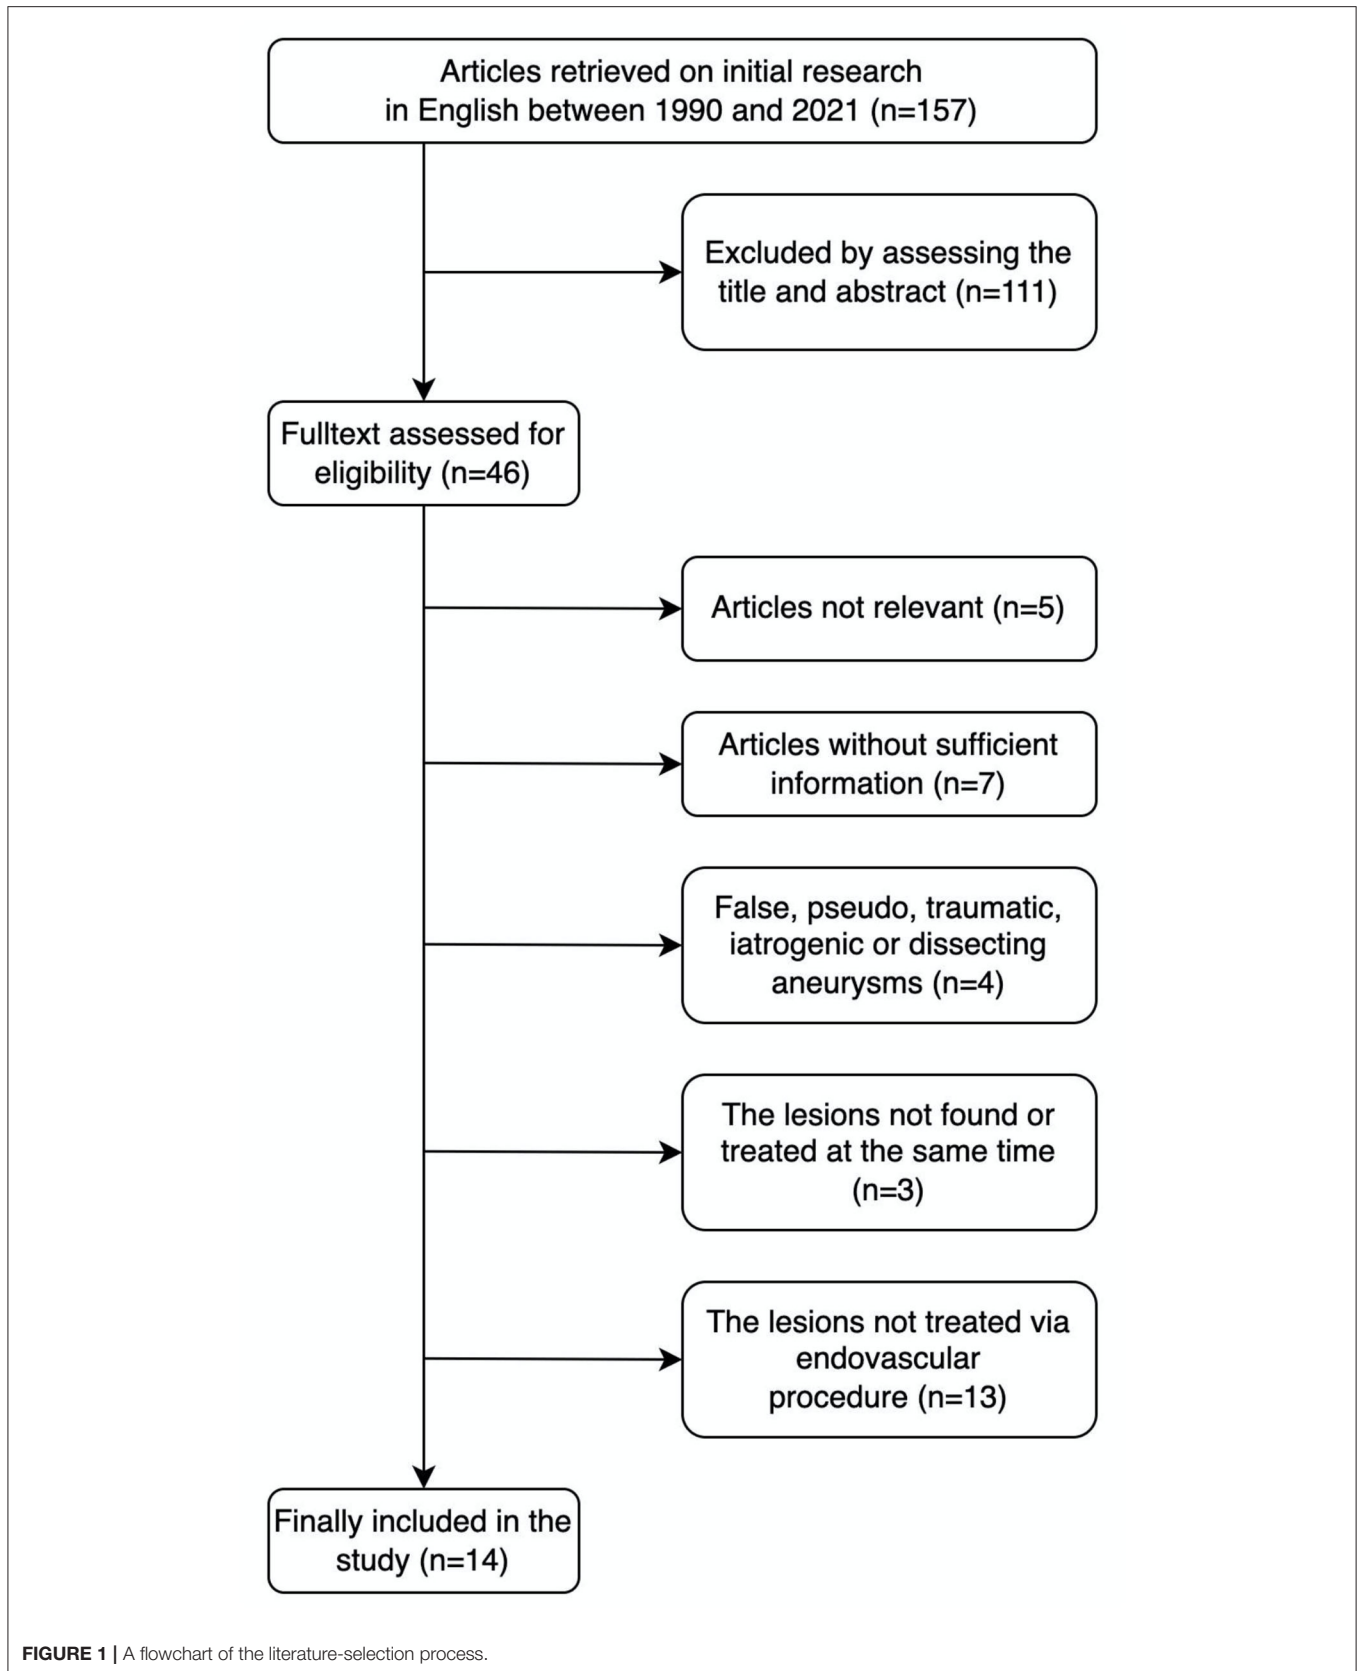 Articles retrieved on initial research
in English between 1990 and 2021 (n=157)
Excluded by assessing the
title and abstract (n=111)
Fulltext assessed for
eligibility (n=46)
Articles not relevant (n=5)
Articles without sufficient
information (n=7)
False, pseudo, traumatic,
iatrogenic or dissecting
aneurysms (n=4)
The lesions not found or
treated at the same time
(n=3)
The lesions not treated via
endovascular
procedure (n=13)
Finally included in the
study (n=14)
FIGURE 1 | A flowchart of the literature-selection process.